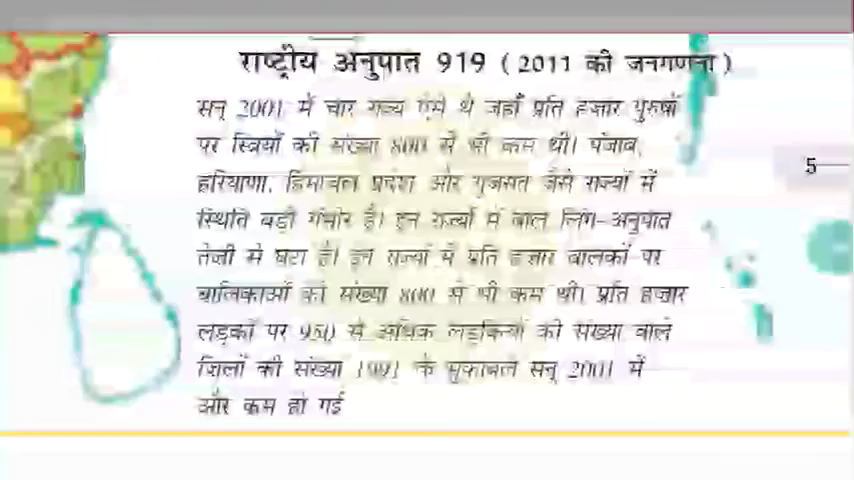 राष्ट्रीय अनुपात 919 ( 2011 की जनगणना )
सन् 2001 में चार राज्य ऐसे थे जहाँ प्रति हजार पुरुषों
पर स्त्रियों की संख्या 800 से भी कम थी। पंजाब,
5
हरियाणा, हिमाचल प्रदेश और गुजरात जैसे राज्यों में
स्थिति बड़ी गंभीर है। इन राज्यों में बाल लिंग-अनुपात
तेजी से घटा है। इन राज्यों में प्रति हजार बालकों पर
बालिकाओं की संख्या 800 से भी कम थी। प्रति हजार
लड़कों पर 950 से अधिक लड़कियों की संख्या वाले
ज़िलों की संख्या 1991 के मुकाबले सन् 2001 में
और कम हो गई